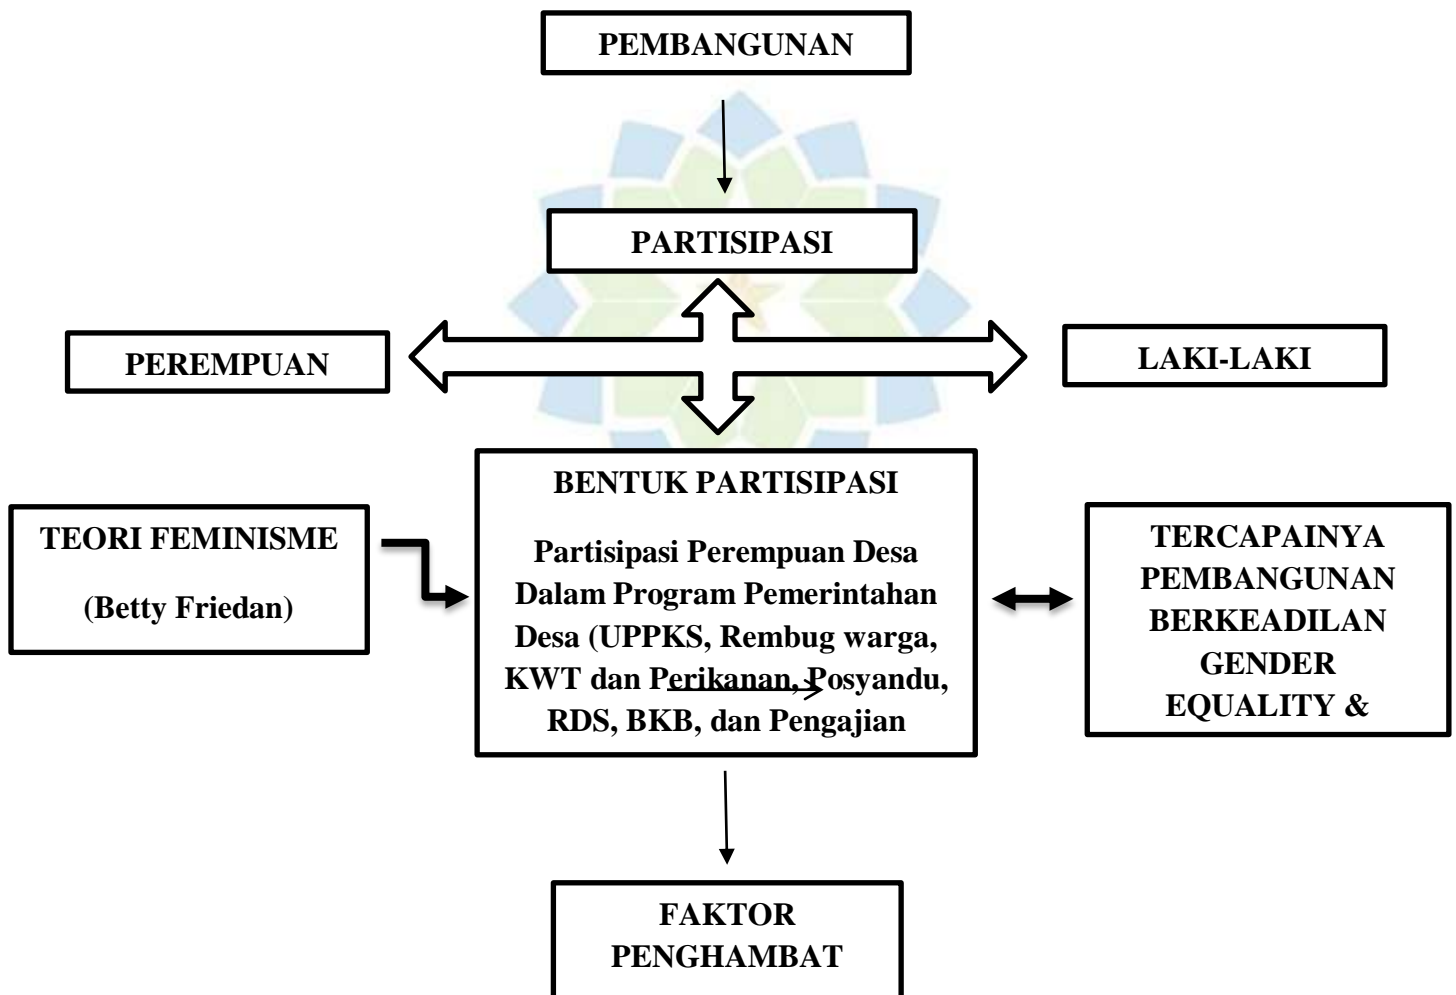 PEMBANGUNAN
PARTISIPASI
PEREMPUAN
LAKI-LAKI
TEORI FEMINISME
(Betty Friedan)
BENTUK PARTISIPASI
Partisipasi Perempuan Desa
Dalam Program Pemerintahan
Desa (UPPKS, Rembug warga,
KWT dan Perikanan, Posyandu,
RDS, BKB, dan Pengajian
TERCAPAINYA
PEMBANGUNAN
BERKEADILAN
GENDER
EQUALITY &
FAKTOR
PENGHAMBAT